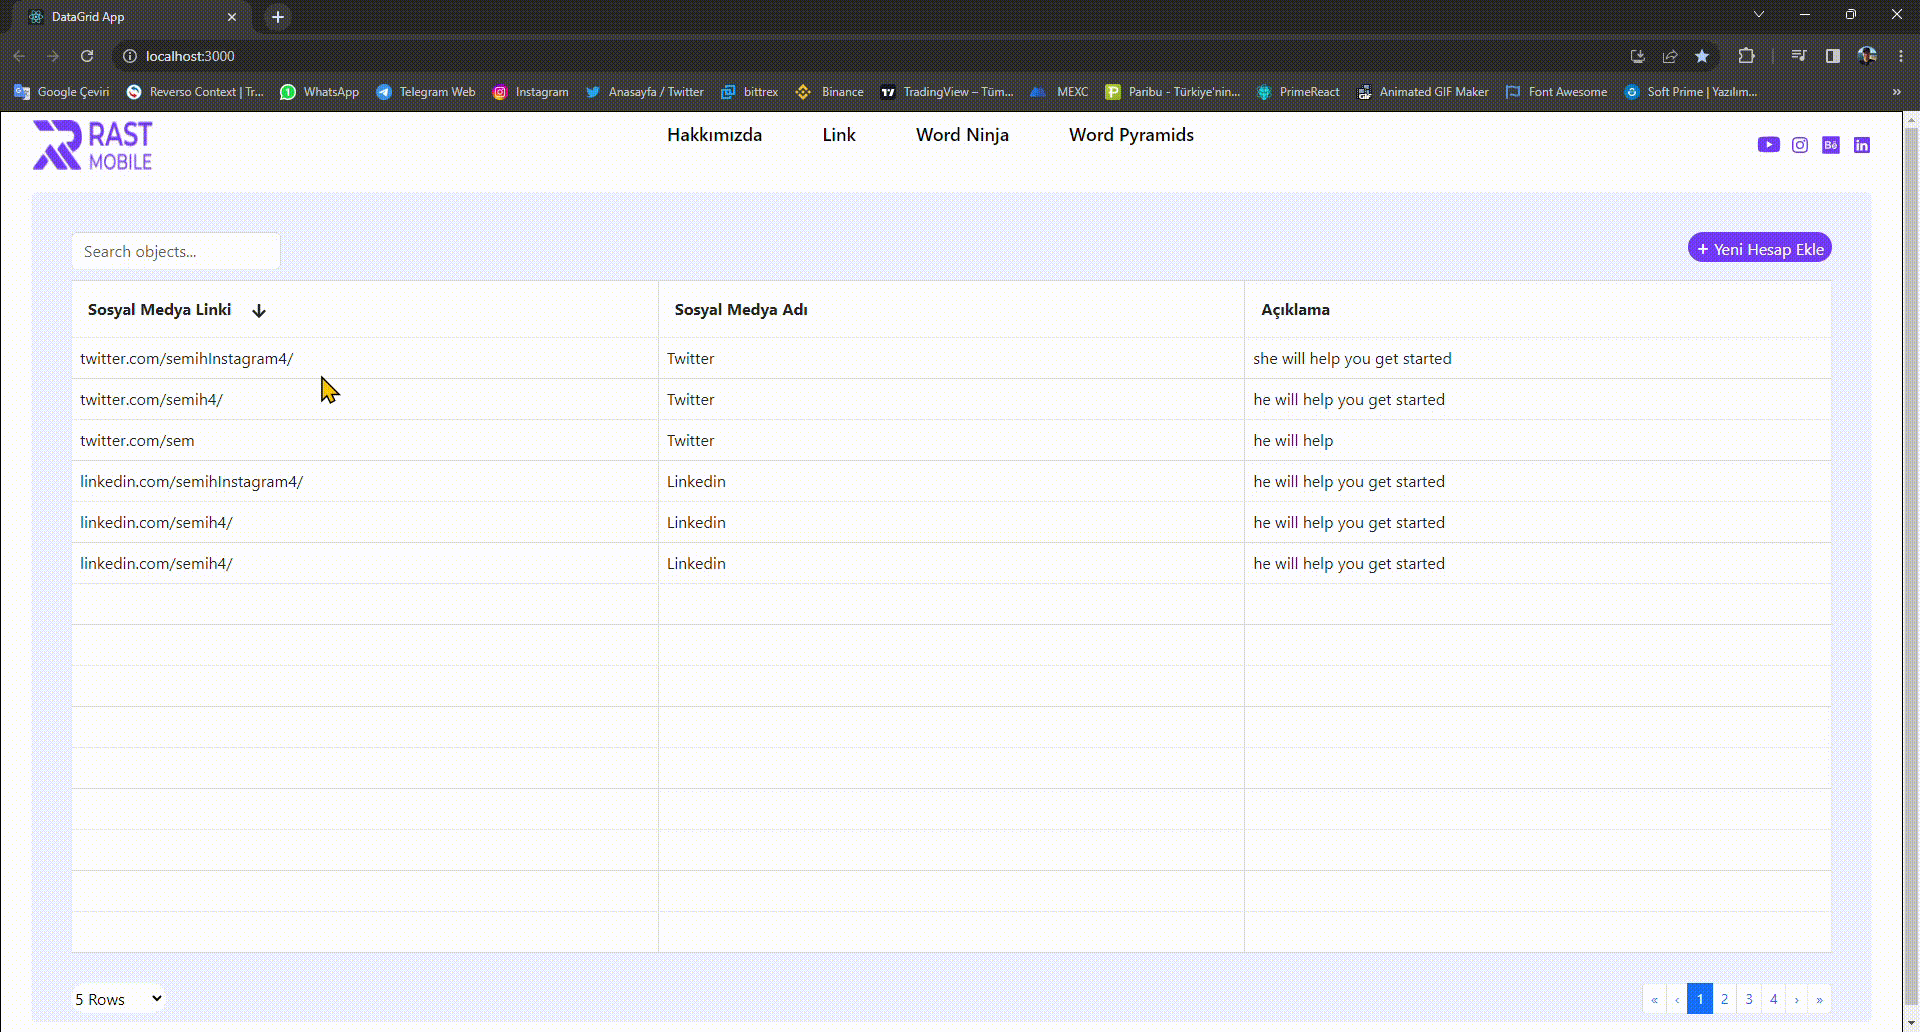 DataGrid App
localhost:3000
Google Çeviri Reverso Context | Tr... WhatsApp Telegram Web Instagram Anasayfa / Twitter bittrex Binance TradingView – Tüm... MEXC Paribu - Türkiye'nin... PrimeReact Animated GIF Maker Font Awesome Soft Prime | Yazılım... »
RAST
MOBILE
Hakkımızda Link Word Ninja Word Pyramids
Search objects...
+ Yeni Hesap Ekle
Sosyal Medya Linki Sosyal Medya Adı Açıklama
twitter.com/semihInstagram4/ Twitter she will help you get started
twitter.com/semih4/ Twitter he will help you get started
twitter.com/sem Twitter he will help
linkedin.com/semihInstagram4/ Linkedin he will help you get started
linkedin.com/semih4/ Linkedin he will help you get started
linkedin.com/semih4/ Linkedin he will help you get started
5 Rows
« ‹ 1 2 3 4 › »